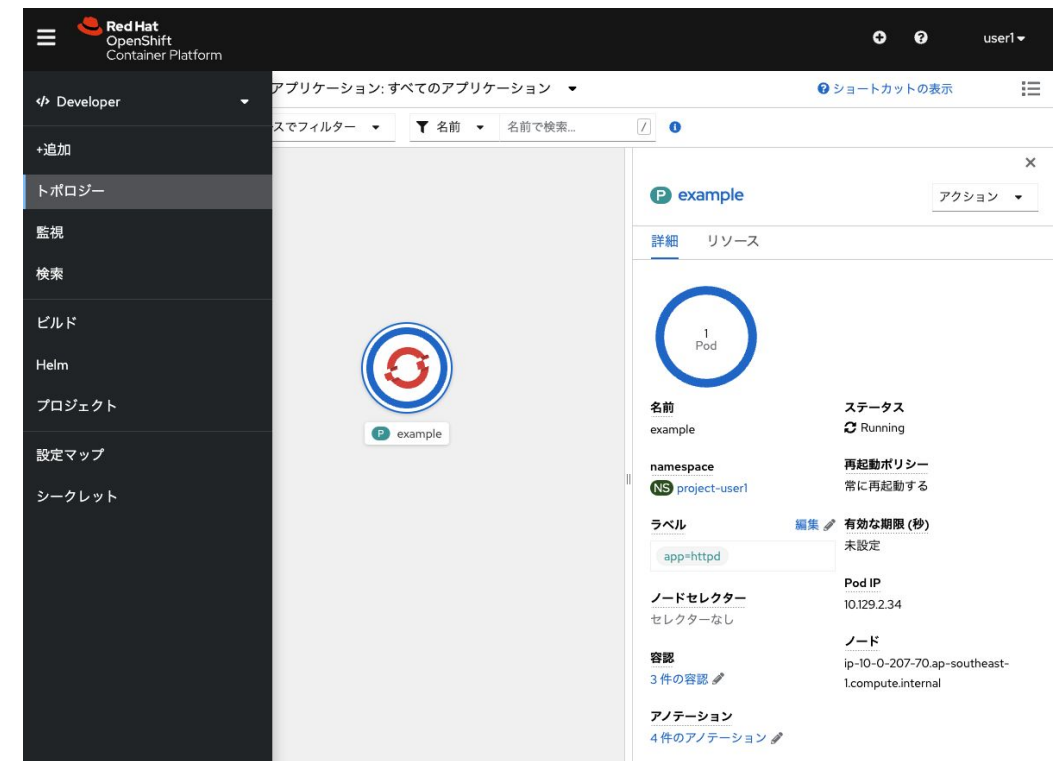 Red Hat
OpenShift
Container Platform
user1
Developer
+追加
トポロジー
監視
検索
ビルド
Helm
プロジェクト
設定マップ
シークレット
アプリケーション: すべてのアプリケーション
ショートカットの表示
スでフィルター
名前
名前で検索...
/
P example
P example
アクション
詳細
リソース
1
Pod
名前
example
ステータス
Running
namespace
NS project-user1
再起動ポリシー
常に再起動する
ラベル
編集
app=httpd
有効な期限 (秒)
未設定
ノードセレクター
セレクターなし
Pod IP
10.129.2.34
容認
3 件の容認
ノード
ip-10-0-207-70.ap-southeast-
1.compute.internal
アノテーション
4 件のアノテーション